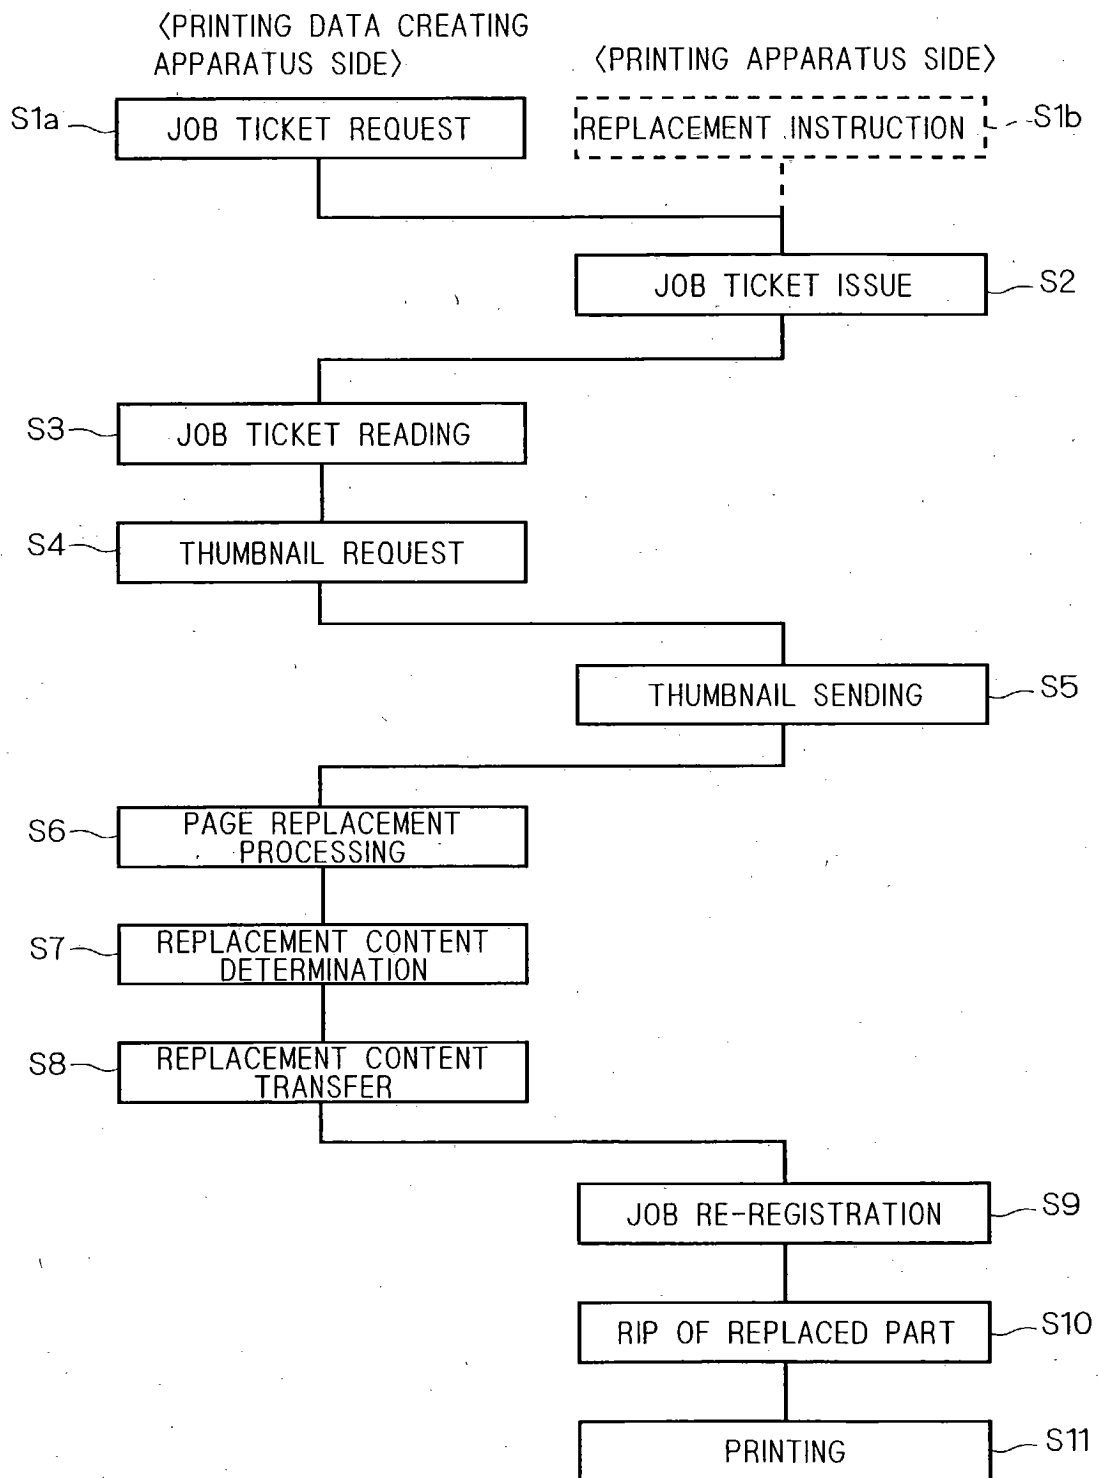 〈PRINTING DATA CREATING
APPARATUS SIDE〉
〈PRINTING APPARATUS SIDE〉
S1a
JOB TICKET REQUEST
REPLACEMENT INSTRUCTION
S1b
JOB TICKET ISSUE
S2
S3
JOB TICKET READING
S4
THUMBNAIL REQUEST
THUMBNAIL SENDING
S5
S6
PAGE REPLACEMENT
PROCESSING
S7
REPLACEMENT CONTENT
DETERMINATION
S8
REPLACEMENT CONTENT
TRANSFER
JOB RE-REGISTRATION
S9
RIP OF REPLACED PART
S10
PRINTING
S11